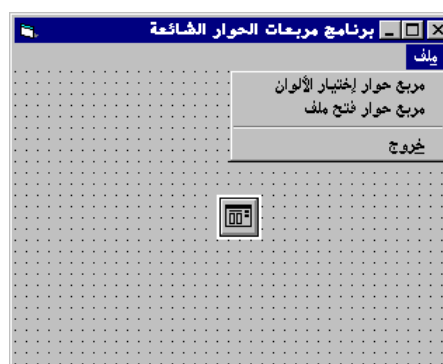 برنامج مربعات الحوار الشائعة
ملف
مربع حوار إختيار الألوان
مربع حوار فتح ملف
خروج